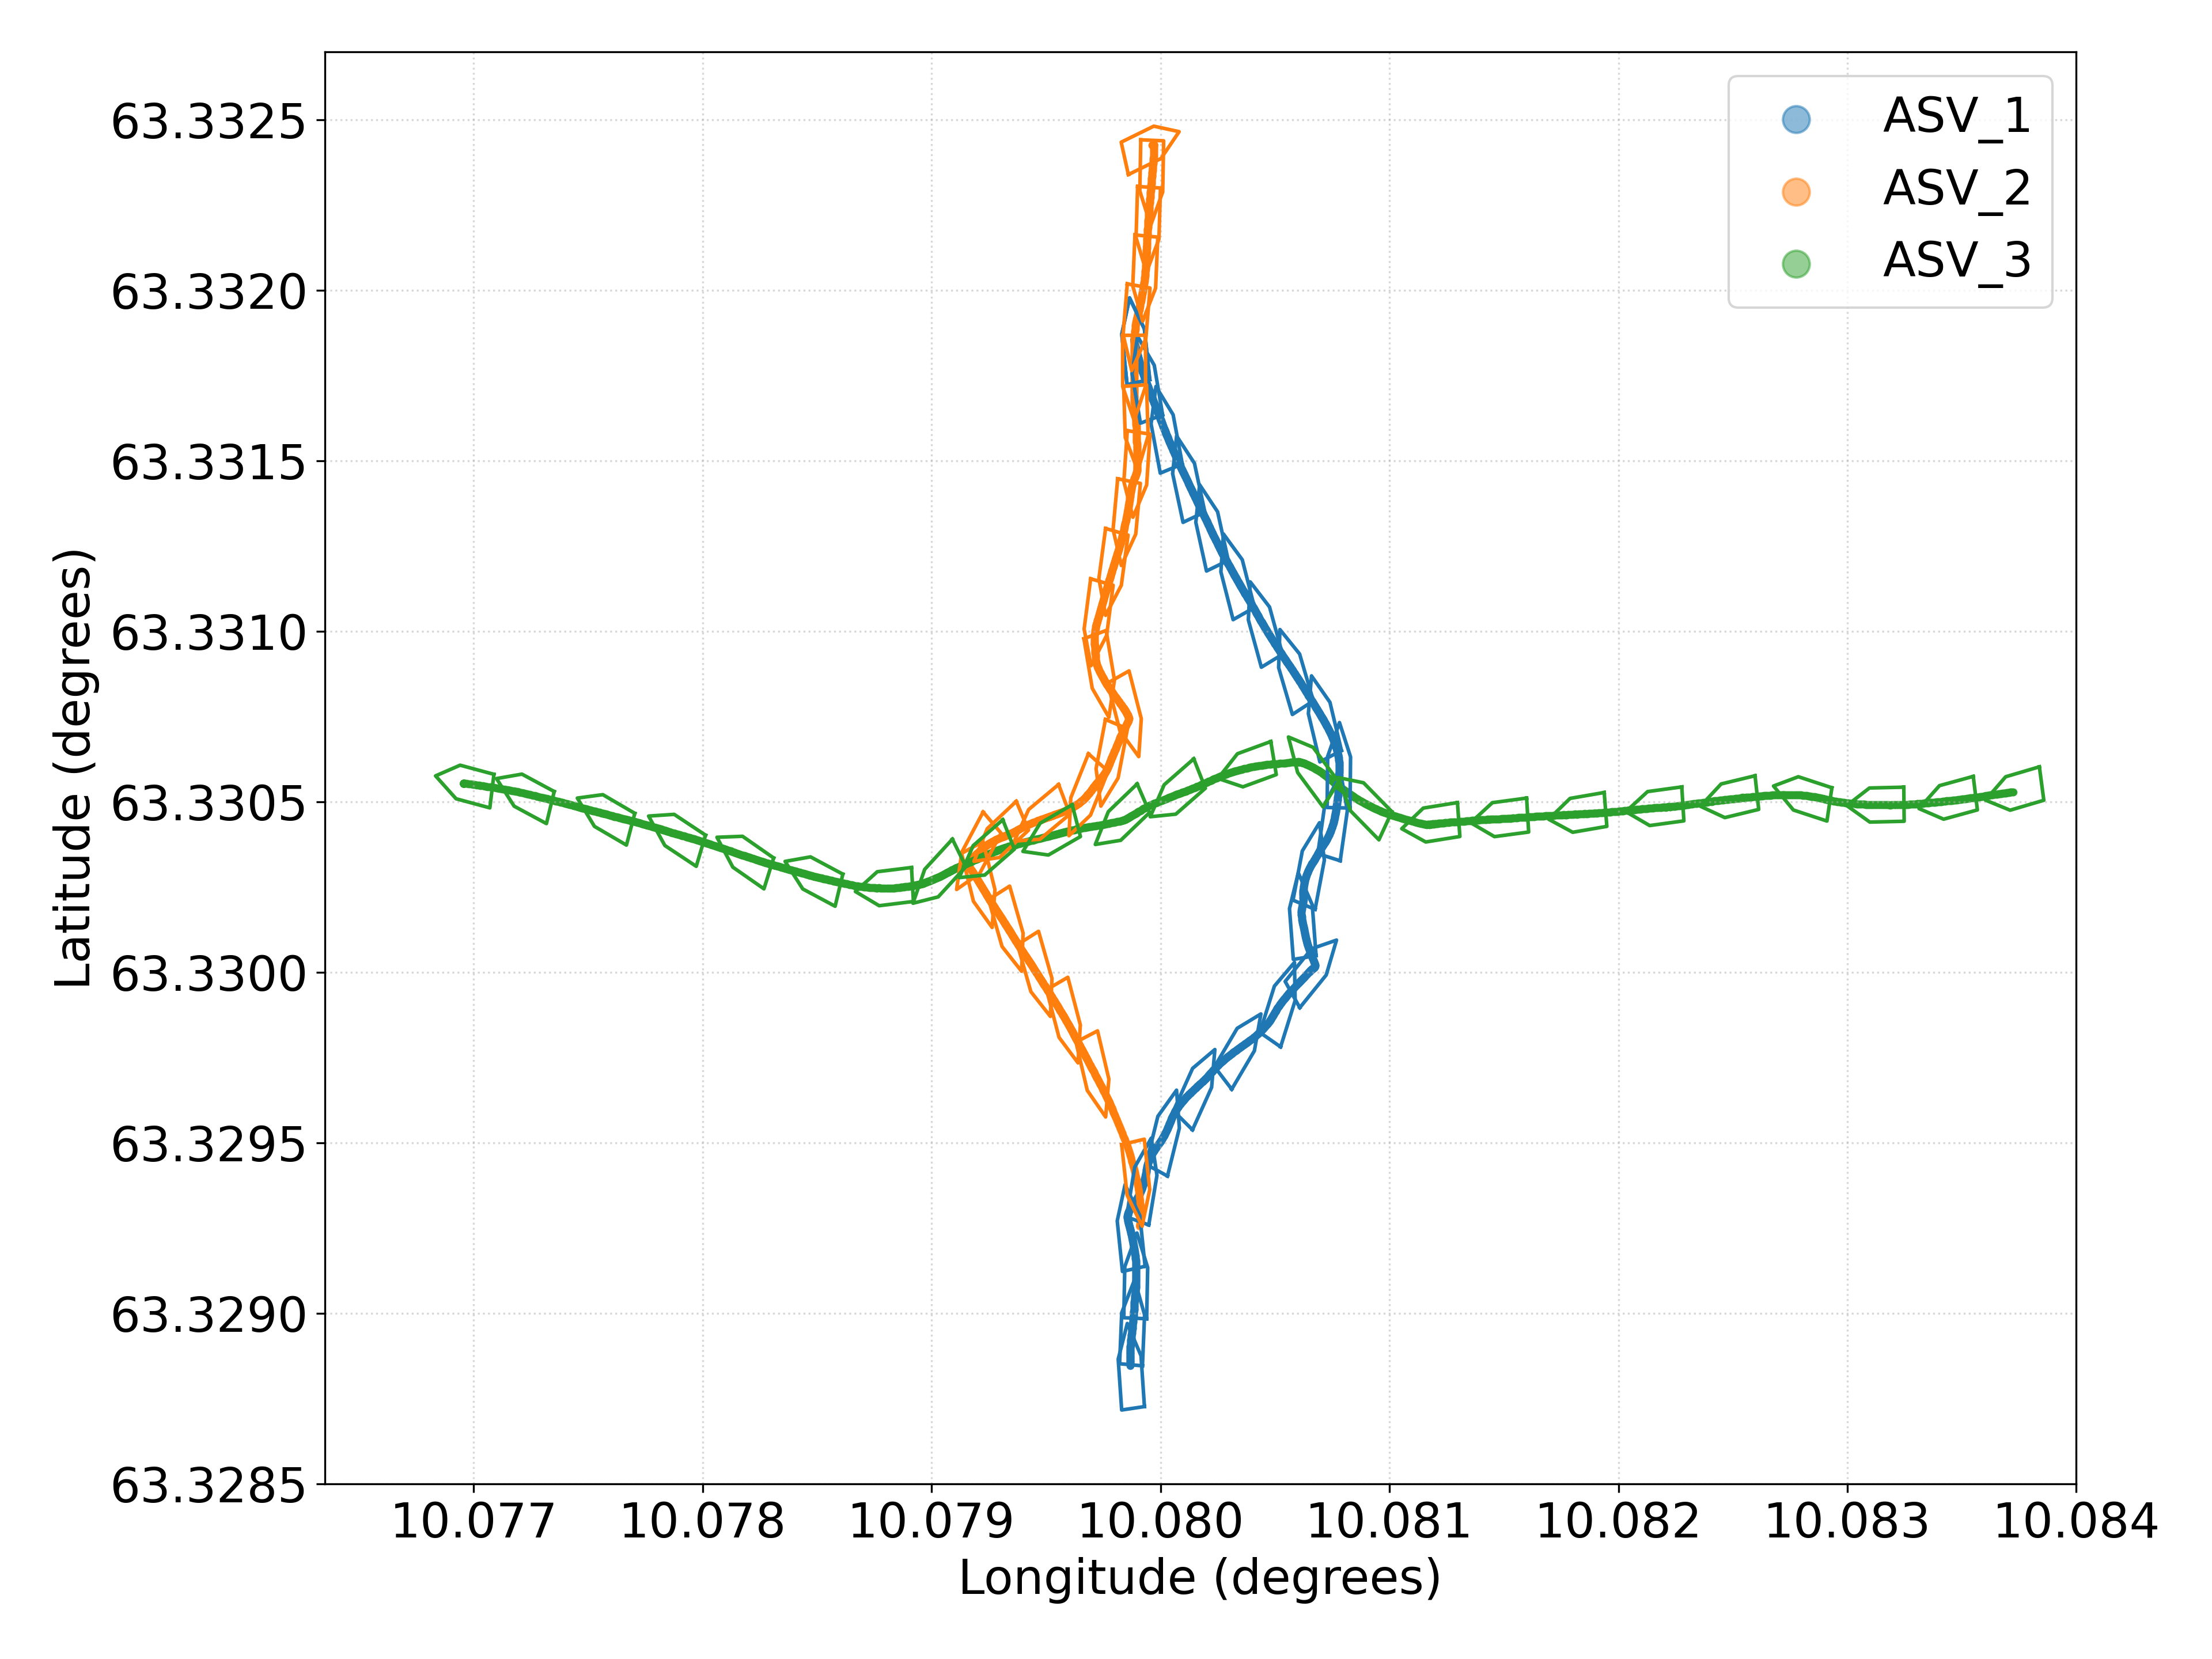 ASV_1
ASV_2
ASV_3
63.3325
63.3320
63.3315
63.3310
63.3305
63.3300
63.3295
63.3290
63.3285
Latitude (degrees)
10.077 10.078 10.079 10.080 10.081 10.082 10.083 10.084
Longitude (degrees)